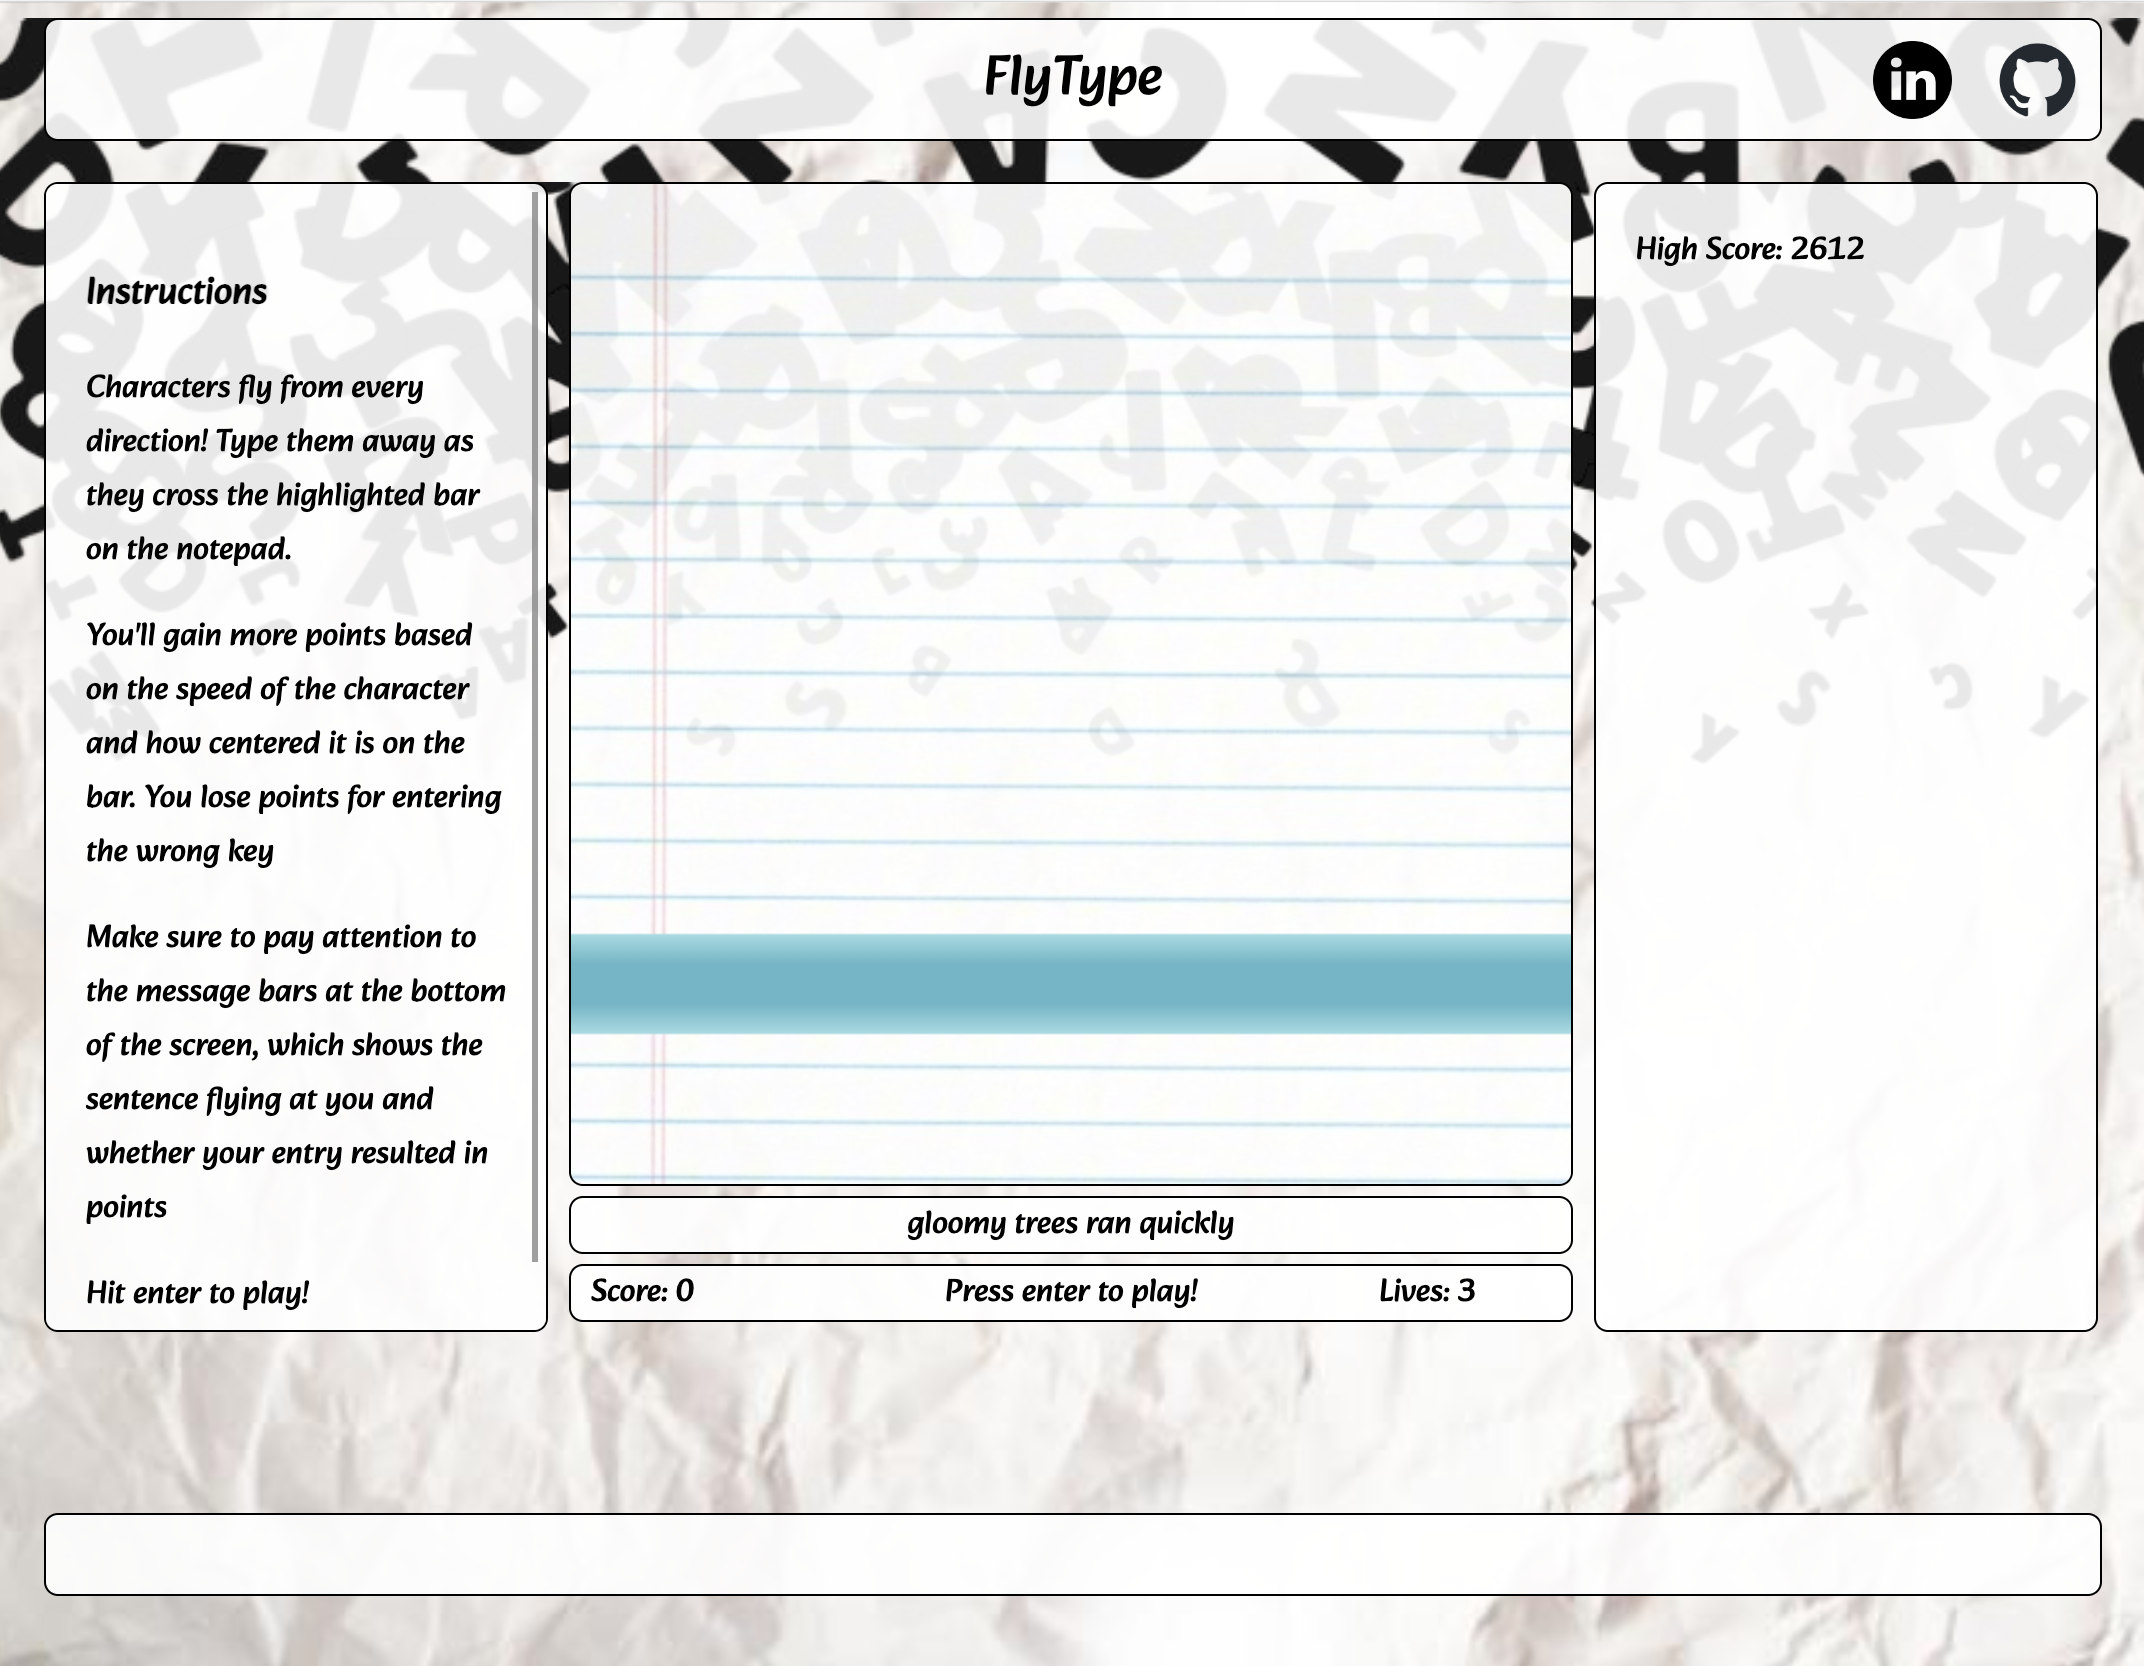 FlyType
in
Instructions
Characters fly from every
direction! Type them away as
they cross the highlighted bar
on the notepad.
You'll gain more points based
on the speed of the character
and how centered it is on the
bar. You lose points for entering
the wrong key
Make sure to pay attention to
the message bars at the bottom
of the screen, which shows the
sentence flying at you and
whether your entry resulted in
points
Hit enter to play!
gloomy trees ran quickly
Score: 0
Press enter to play!
Lives: 3
High Score: 2612